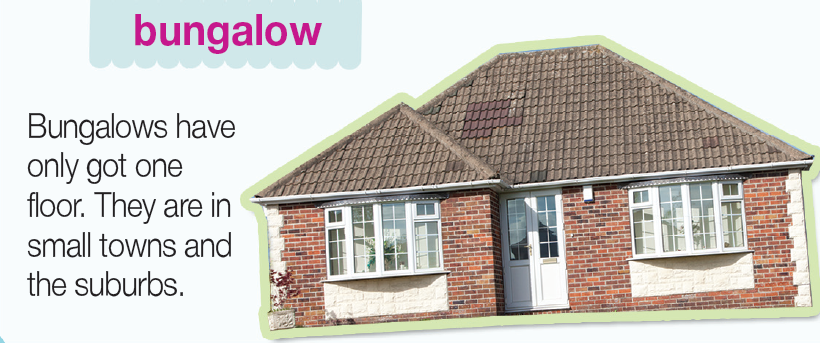 bungalow
Bungalows have
only got one
floor. They are in
small towns and
the suburbs.